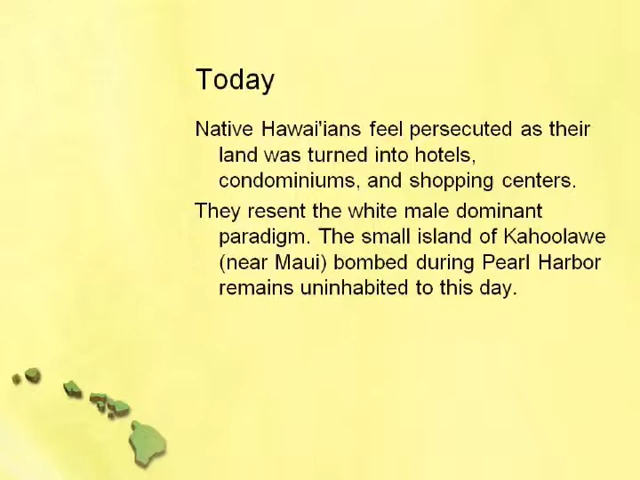 Today
Native Hawai'ians feel persecuted as their
land was turned into hotels,
condominiums, and shopping centers.
They resent the white male dominant
paradigm. The small island of Kahoolawe
(near Maui) bombed during Pearl Harbor
remains uninhabited to this day.